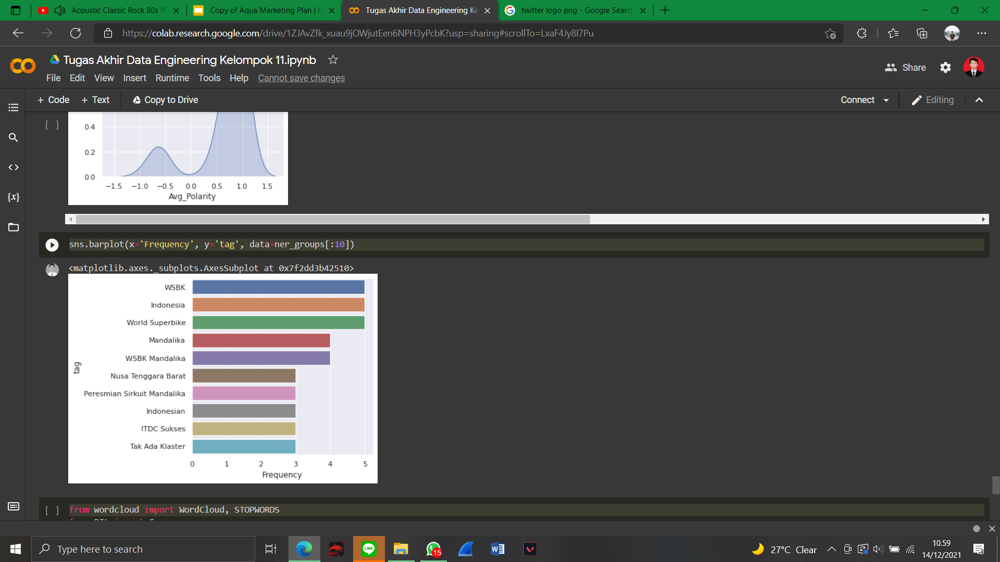 Acoustic Classic Rock 80s 90
Copy of Aqua Marketing Plan | b
Tugas Akhir Data Engineering Ke
twitter logo png - Google Search
https://colab.research.google.com/drive/1ZJAvZfk_xuau9jOWjutEen6NPH3yPcbK?usp=sharing#scrollTo=LxaF4Jy8I7Pu
Tugas Akhir Data Engineering Kelompok 11.ipynb
Share
File Edit View Insert Runtime Tools Help Cannot save changes
+ Code + Text Copy to Drive
Connect
Editing
[ ]
0.4
0.2
0.0
−1.5 −1.0 −0.5 0.0 0.5 1.0 1.5
Avg_Polarity
{x}
sns.barplot(x='Frequency', y='tag', data=ner_groups[:10])
<matplotlib.axes._subplots.AxesSubplot at 0x7f2dd3b42510>
WSBK
Indonesia
World Superbike
Mandalika
WSBK Mandalika
tag
Nusa Tenggara Barat
Peresmian Sirkuit Mandalika
Indonesian
ITDC Sukses
Tak Ada Klaster
0 1 2 3 4 5
Frequency
[ ] from wordcloud import WordCloud, STOPWORDS
Type here to search
LINE
15
27°C Clear
10.59
14/12/2021